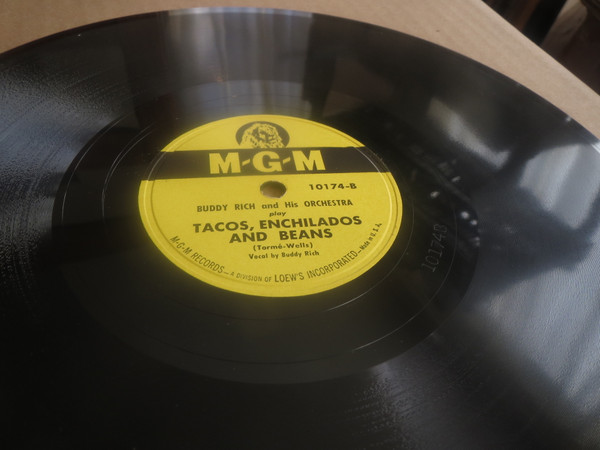 M-G-M
10174-B
BUDDY RICH and His ORCHESTRA
play
TACOS, ENCHILADOS
AND BEANS
(Tormé-Wells)
Vocal by Buddy Rich
M-G-M RECORDS—A DIVISION OF LOEW'S INCORPORATED—Made in U.S.A.